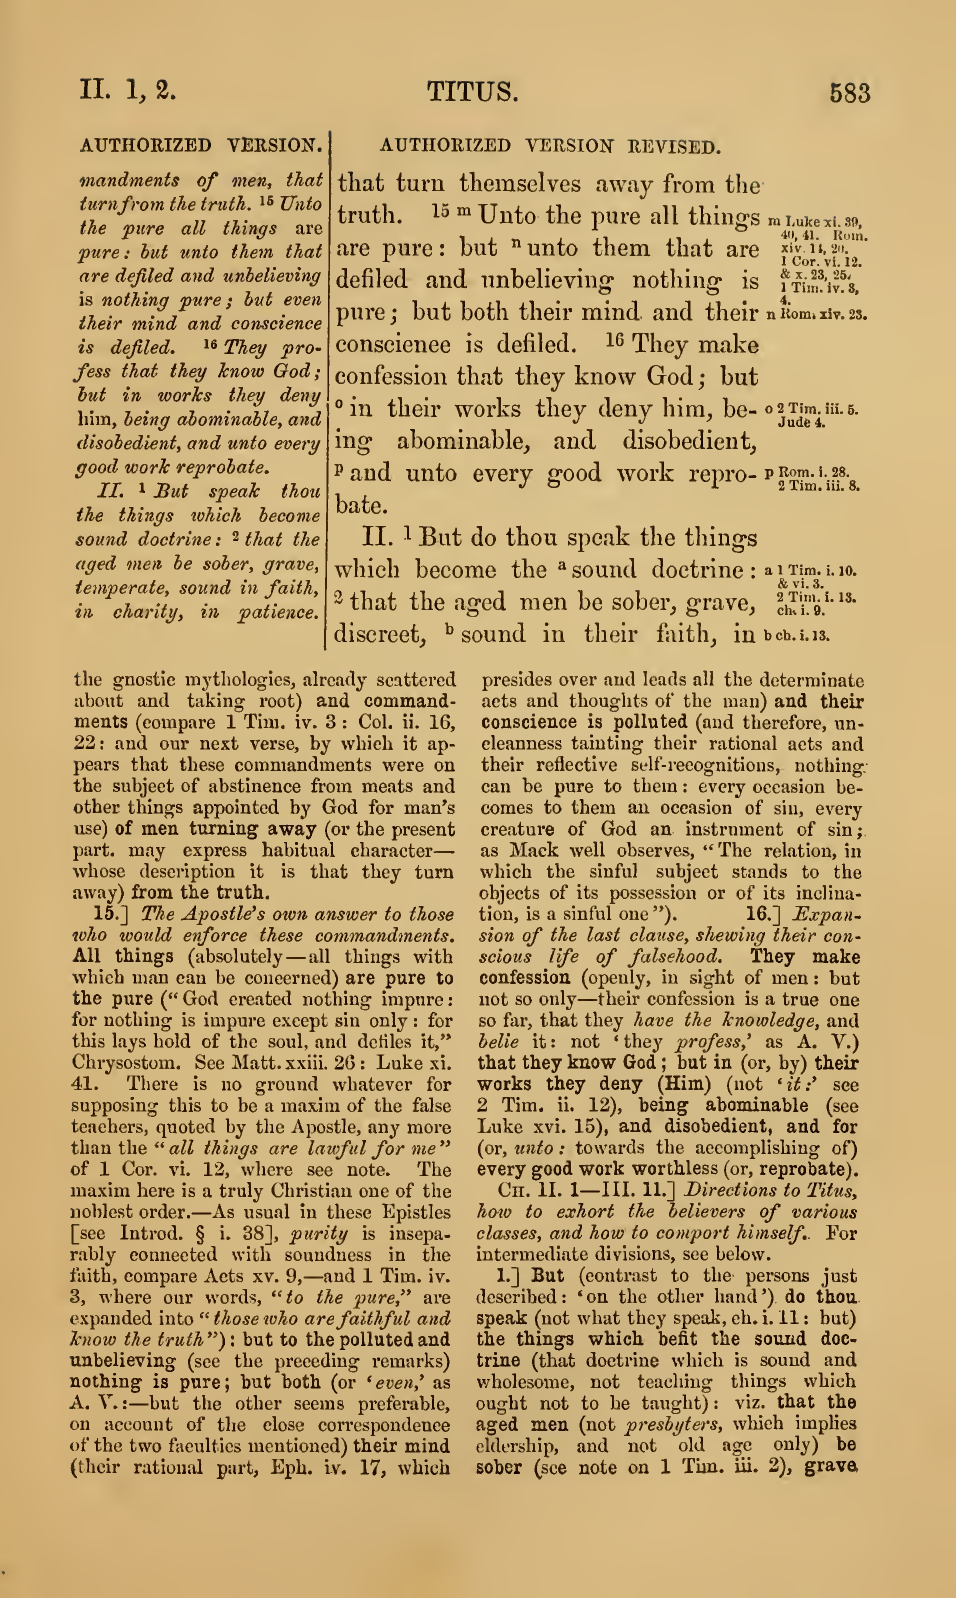 II. 1, 2.
TITUS.
583
AUTHORIZED VERSION.
mandments of men, that
turn from the truth. 15 Unto
the pure all things are
pure: but unto them that
are defiled and unbelieving
is nothing pure; but even
their mind and conscience
is defiled. 16 They pro-
fess that they know God;
but in works they deny
him, being abominable, and
disobedient, and unto every
good work reprobate.
II. 1 But speak thou
the things which become
sound doctrine: 2 that the
aged men be sober, grave,
temperate, sound in faith,
in charity, in patience.
AUTHORIZED VERSION REVISED.
that turn themselves away from the
truth. 15 m Unto the pure all things
are pure: but n unto them that are
defiled and unbelieving nothing is
pure; but both their mind and their
conscience is defiled. 16 They make
confession that they know God; but
o in their works they deny him, be-
ing abominable, and disobedient,
p and unto every good work repro-
bate.
II. 1 But do thou speak the things
which become the a sound doctrine:
2 that the aged men be sober, grave,
discreet, b sound in their faith, in
m Luke xi. 39,
40, 41. Rom.
xiv. 14, 20.
1 Cor. vi. 12.
& x. 23, 25.
1 Tim. iv. 3,
4.
n Rom. xiv. 23.
o 2 Tim. iii. 5.
Jude 4.
p Rom. i. 28.
2 Tim. iii. 8.
a 1 Tim. i. 10.
& vi. 3.
2 Tim. i. 13.
ch. i. 9.
b ch. i. 13.
the gnostic mythologies, already scattered
about and taking root) and command-
ments (compare 1 Tim. iv. 3: Col. ii. 16,
22: and our next verse, by which it ap-
pears that these commandments were on
the subject of abstinence from meats and
other things appointed by God for man's
use) of men turning away (or the present
part. may express habitual character—
whose description it is that they turn
away) from the truth.
15.] The Apostle's own answer to those
who would enforce these commandments.
All things (absolutely—all things with
which man can be concerned) are pure to
the pure ("God created nothing impure:
for nothing is impure except sin only: for
this lays hold of the soul, and defiles it,"
Chrysostom. See Matt. xxiii. 26: Luke xi.
41. There is no ground whatever for
supposing this to be a maxim of the false
teachers, quoted by the Apostle, any more
than the "all things are lawful for me"
of 1 Cor. vi. 12, where see note. The
maxim here is a truly Christian one of the
noblest order.—As usual in these Epistles
[see Introd. § i. 38], purity is insepa-
rably connected with soundness in the
faith, compare Acts xv. 9,—and 1 Tim. iv.
3, where our words, "to the pure," are
expanded into "those who are faithful and
know the truth"): but to the polluted and
unbelieving (see the preceding remarks)
nothing is pure; but both (or 'even,' as
A. V.:—but the other seems preferable,
on account of the close correspondence
of the two faculties mentioned) their mind
(their rational part, Eph. iv. 17, which
presides over and leads all the determinate
acts and thoughts of the man) and their
conscience is polluted (and therefore, un-
cleanness tainting their rational acts and
their reflective self-recognitions, nothing
can be pure to them: every occasion be-
comes to them an occasion of sin, every
creature of God an instrument of sin;
as Mack well observes, "The relation, in
which the sinful subject stands to the
objects of its possession or of its inclina-
tion, is a sinful one"). 16.] Expan-
sion of the last clause, shewing their con-
scious life of falsehood. They make
confession (openly, in sight of men: but
not so only—their confession is a true one
so far, that they have the knowledge, and
belie it: not 'they profess,' as A. V.)
that they know God; but in (or, by) their
works they deny (Him) (not 'it:' see
2 Tim. ii. 12), being abominable (see
Luke xvi. 15), and disobedient, and for
(or, unto: towards the accomplishing of)
every good work worthless (or, reprobate).
CH. II. 1—III. 11.] Directions to Titus,
how to exhort the believers of various
classes, and how to comport himself. For
intermediate divisions, see below.
1.] But (contrast to the persons just
described: 'on the other hand') do thou
speak (not what they speak, ch. i. 11: but)
the things which befit the sound doc-
trine (that doctrine which is sound and
wholesome, not teaching things which
ought not to be taught): viz. that the
aged men (not presbyters, which implies
eldership, and not old age only) be
sober (see note on 1 Tim. iii. 2), grave